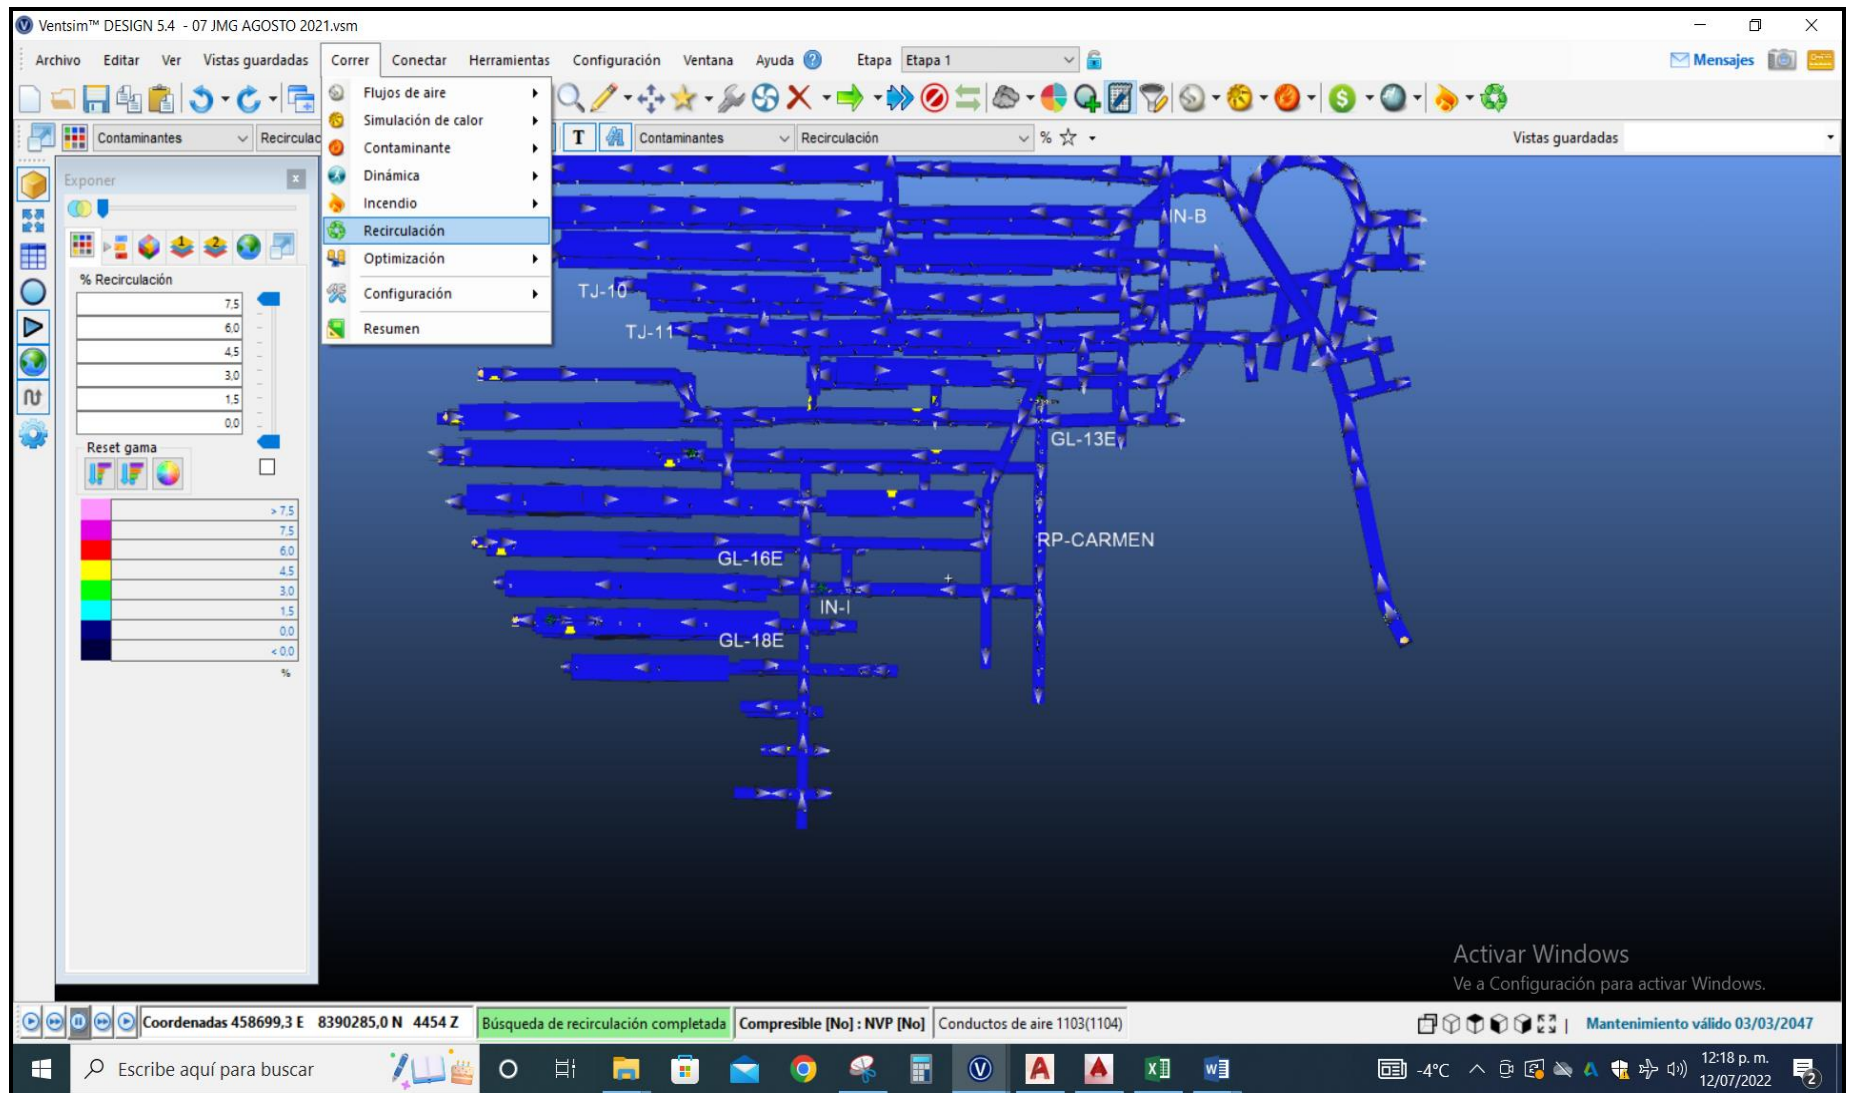 Ventsim™ DESIGN 5.4 - 07 JMG AGOSTO 2021.vsm
Archivo Editar Ver Vistas guardadas Correr Conectar Herramientas Configuración Ventana Ayuda Etapa Etapa 1 Mensajes
Contaminantes Recirculac T Contaminantes Recirculación % Vistas guardadas
Flujos de aire
Simulación de calor
Contaminante
Dinámica
Incendio
Recirculación
Optimización
Configuración
Resumen
Exponer
% Recirculación
7,5
6,0
4,5
3,0
1,5
0,0
Reset gama
> 7,5
7,5
6,0
4,5
3,0
1,5
0,0
< 0,0
%
IN-B
TJ-10
TJ-11
GL-13E
RP-CARMEN
GL-16E
IN-I
GL-18E
Activar Windows
Ve a Configuración para activar Windows.
Coordenadas 458699,3 E 8390285,0 N 4454 Z Búsqueda de recirculación completada Compresible [No] : NVP [No] Conductos de aire 1103(1104) Mantenimiento válido 03/03/2047
Escribe aquí para buscar -4°C 12:18 p. m.
12/07/2022 2